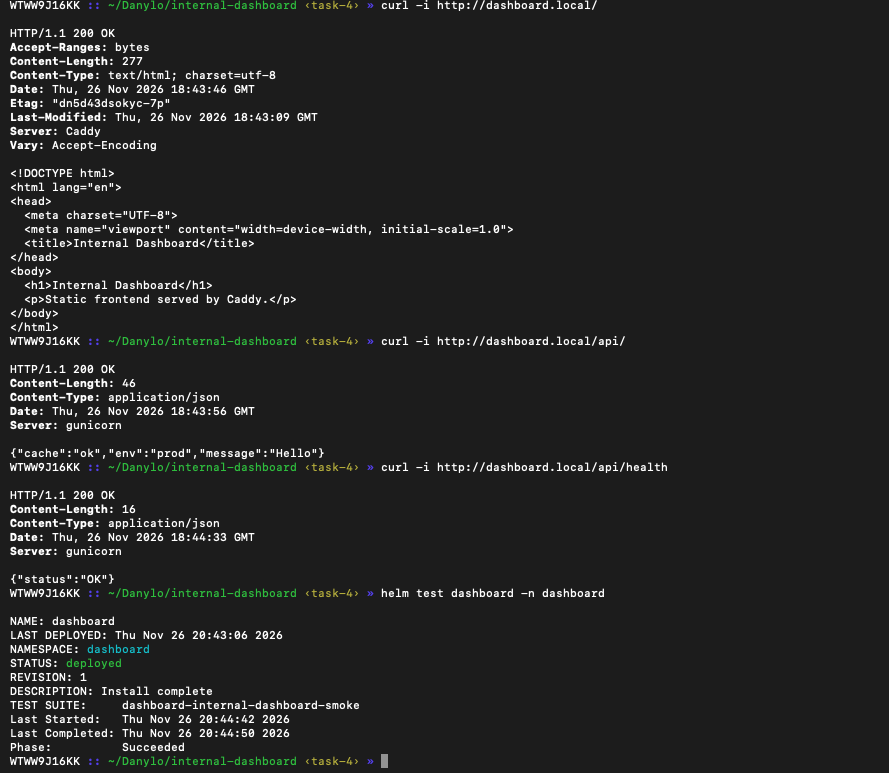 WTWW9J16KK :: ~/Danylo/internal-dashboard ‹task-4› » curl -i http://dashboard.local/
HTTP/1.1 200 OK
Accept-Ranges: bytes
Content-Length: 277
Content-Type: text/html; charset=utf-8
Date: Thu, 26 Nov 2026 18:43:46 GMT
Etag: "dn5d43dsokyc-7p"
Last-Modified: Thu, 26 Nov 2026 18:43:09 GMT
Server: Caddy
Vary: Accept-Encoding
<!DOCTYPE html>
<html lang="en">
<head>
  <meta charset="UTF-8">
  <meta name="viewport" content="width=device-width, initial-scale=1.0">
  <title>Internal Dashboard</title>
</head>
<body>
  <h1>Internal Dashboard</h1>
  <p>Static frontend served by Caddy.</p>
</body>
</html>
WTWW9J16KK :: ~/Danylo/internal-dashboard ‹task-4› » curl -i http://dashboard.local/api/
HTTP/1.1 200 OK
Content-Length: 46
Content-Type: application/json
Date: Thu, 26 Nov 2026 18:43:56 GMT
Server: gunicorn
{"cache":"ok","env":"prod","message":"Hello"}
WTWW9J16KK :: ~/Danylo/internal-dashboard ‹task-4› » curl -i http://dashboard.local/api/health
HTTP/1.1 200 OK
Content-Length: 16
Content-Type: application/json
Date: Thu, 26 Nov 2026 18:44:33 GMT
Server: gunicorn
{"status":"OK"}
WTWW9J16KK :: ~/Danylo/internal-dashboard ‹task-4› » helm test dashboard -n dashboard
NAME: dashboard
LAST DEPLOYED: Thu Nov 26 20:43:06 2026
NAMESPACE: dashboard
STATUS: deployed
REVISION: 1
DESCRIPTION: Install complete
TEST SUITE:     dashboard-internal-dashboard-smoke
Last Started:   Thu Nov 26 20:44:42 2026
Last Completed: Thu Nov 26 20:44:50 2026
Phase:          Succeeded
WTWW9J16KK :: ~/Danylo/internal-dashboard ‹task-4› »